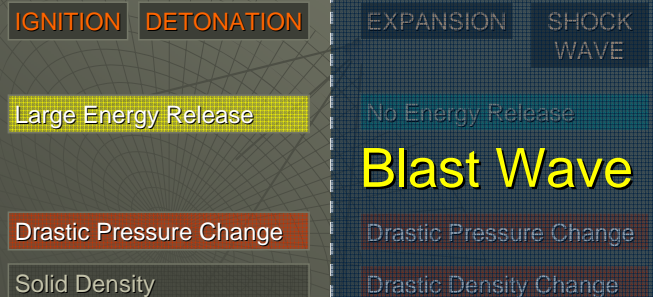 IGNITION DETONATION
Large Energy Release
Drastic Pressure Change
Solid Density
EXPANSION SHOCK
WAVE
No Energy Release
Blast Wave
Drastic Pressure Change
Drastic Density Change